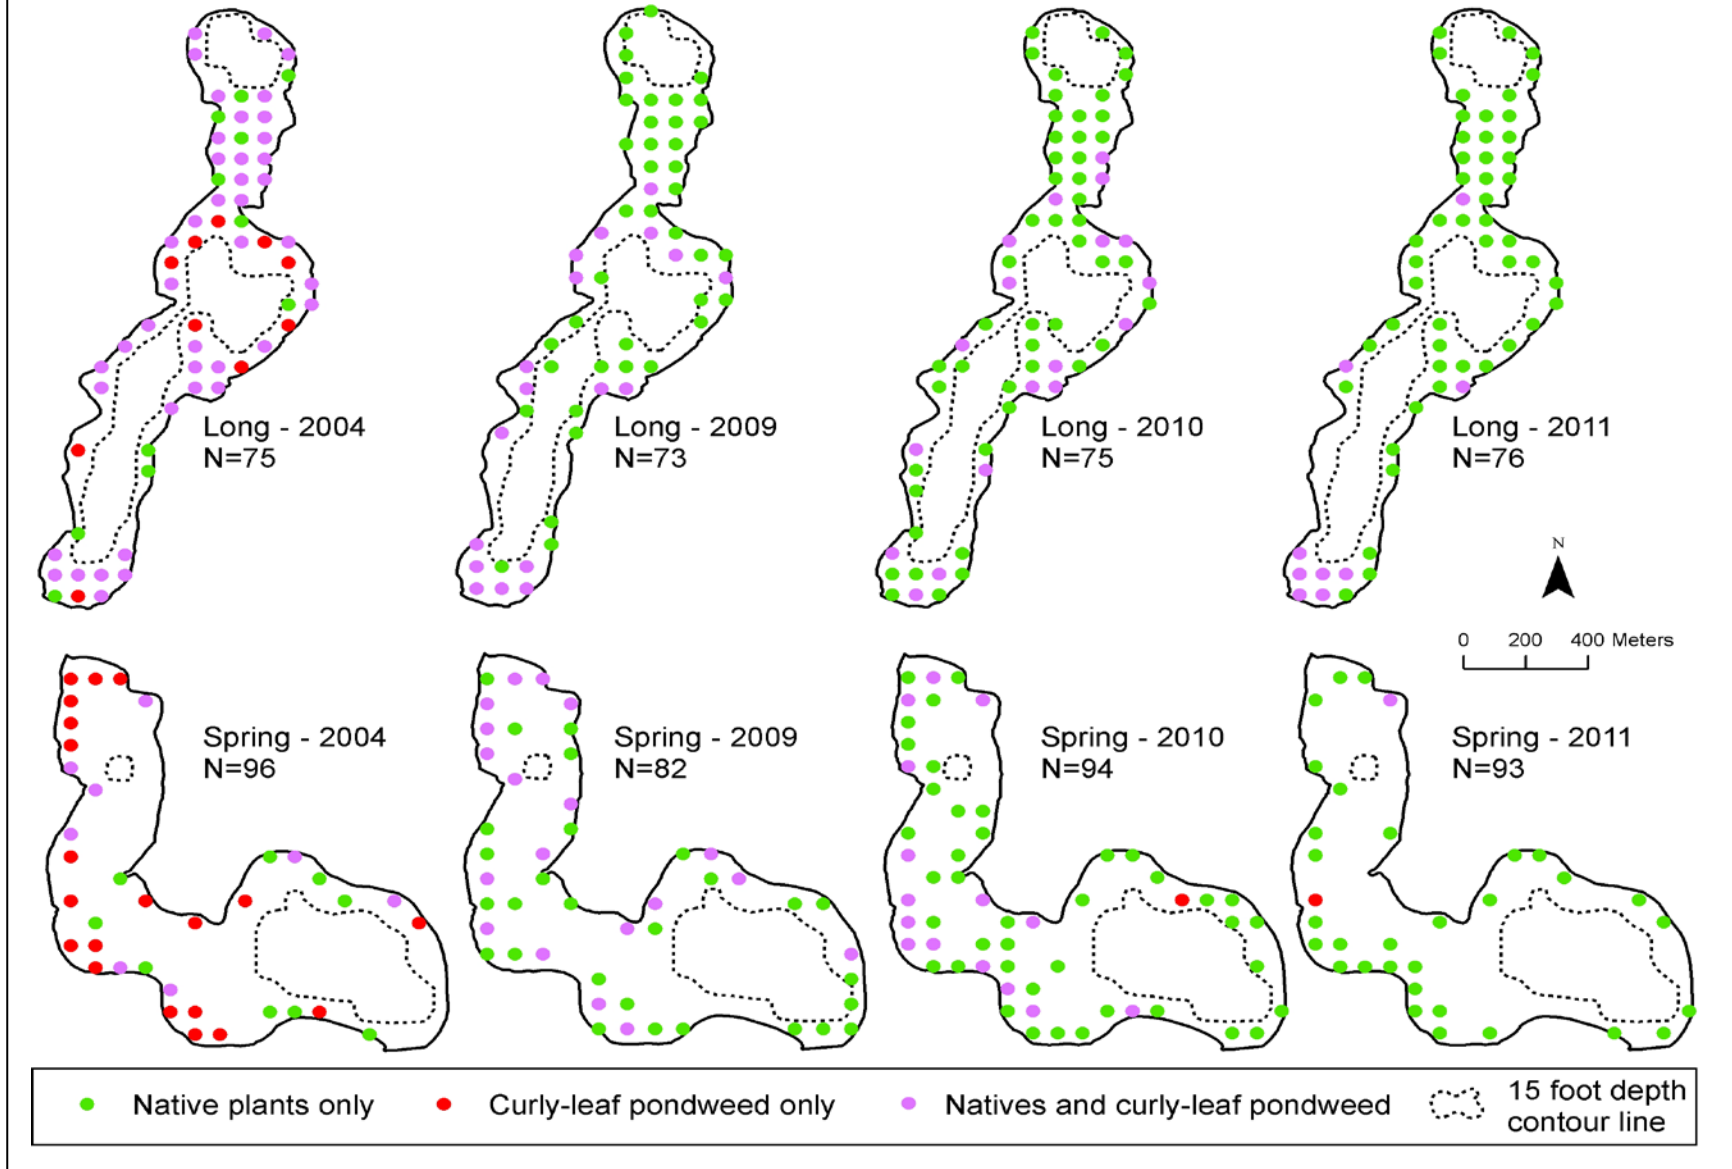 Long - 2004
N=75
Long - 2009
N=73
Long - 2010
N=75
Long - 2011
N=76
N
0 200 400 Meters
Spring - 2004
N=96
Spring - 2009
N=82
Spring - 2010
N=94
Spring - 2011
N=93
Native plants only
Curly-leaf pondweed only
Natives and curly-leaf pondweed
15 foot depth
contour line